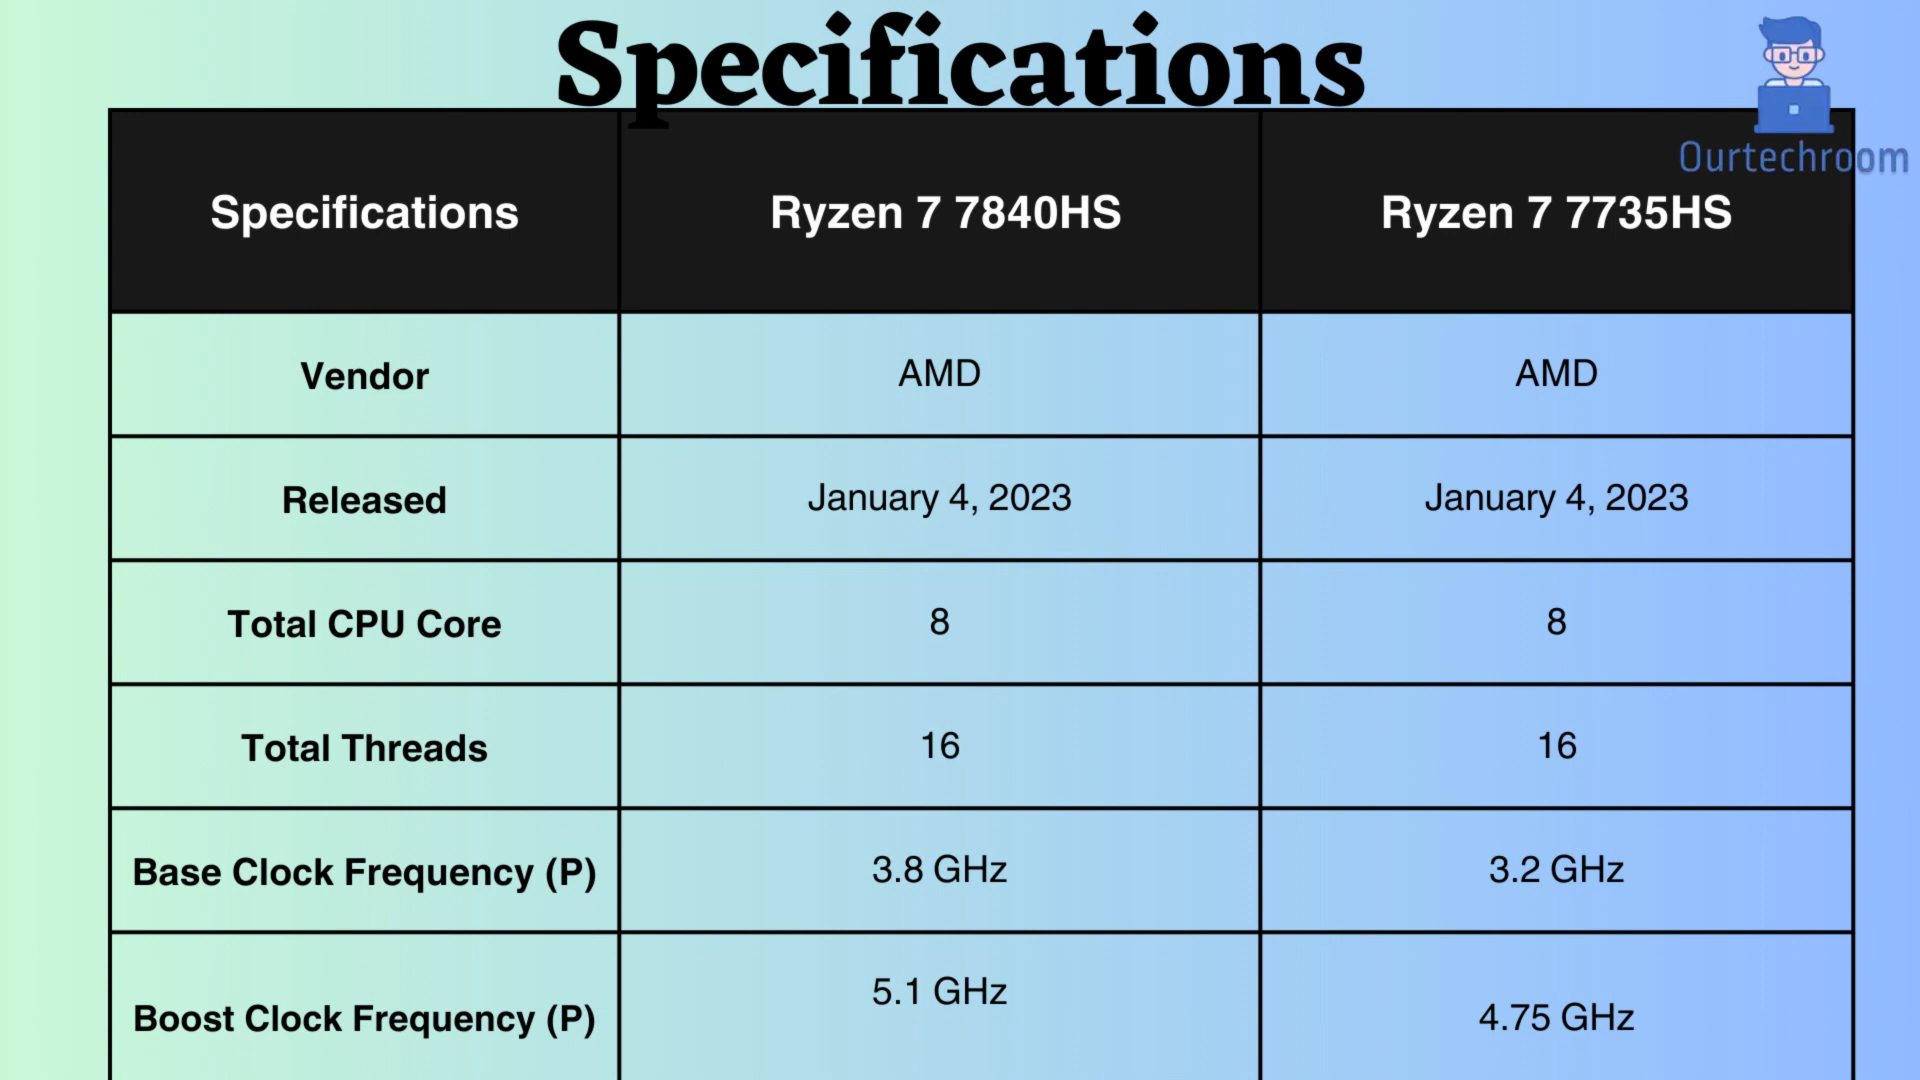 Specifications
Ourtechroom
Specifications Ryzen 7 7840HS Ryzen 7 7735HS
Vendor AMD AMD
Released January 4, 2023 January 4, 2023
Total CPU Core 8 8
Total Threads 16 16
Base Clock Frequency (P) 3.8 GHz 3.2 GHz
Boost Clock Frequency (P) 5.1 GHz 4.75 GHz